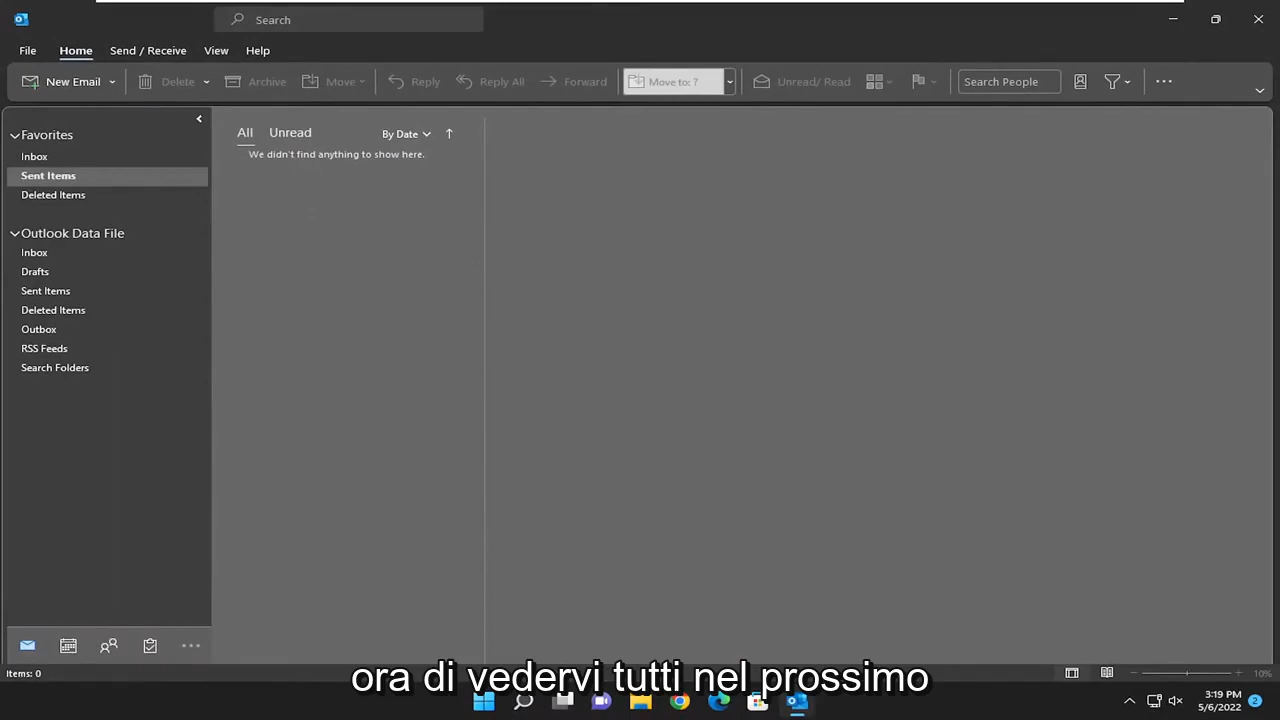 Search
File Home Send / Receive View Help
New Email Delete Archive Move Reply Reply All Forward Move to: ? Unread/ Read Search People
Favorites
Inbox
Sent Items
Deleted Items
Outlook Data File
Inbox
Drafts
Sent Items
Deleted Items
Outbox
RSS Feeds
Search Folders
All Unread By Date
We didn't find anything to show here.
Items: 0
10%
ora di vedervi tutti nel prossimo
3:19 PM
5/6/2022
2